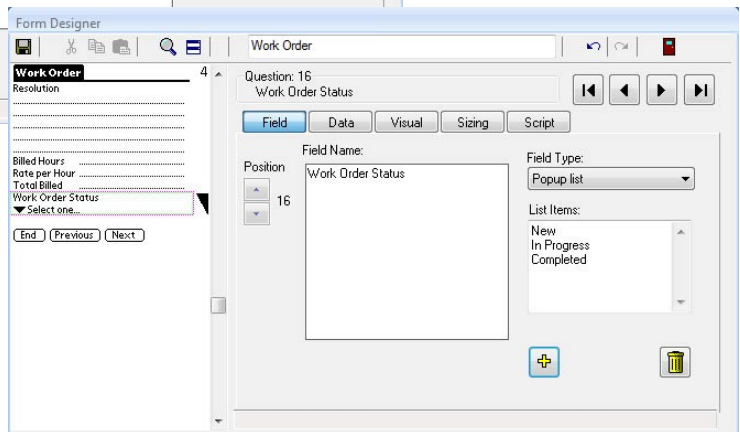 Form Designer
Work Order
Work Order 4
Resolution
Billed Hours
Rate per Hour
Total Billed
Work Order Status
Select one...
End Previous Next
Question: 16
Work Order Status
Field Data Visual Sizing Script
Position
16
Field Name:
Work Order Status
Field Type:
Popup list
List Items:
New
In Progress
Completed